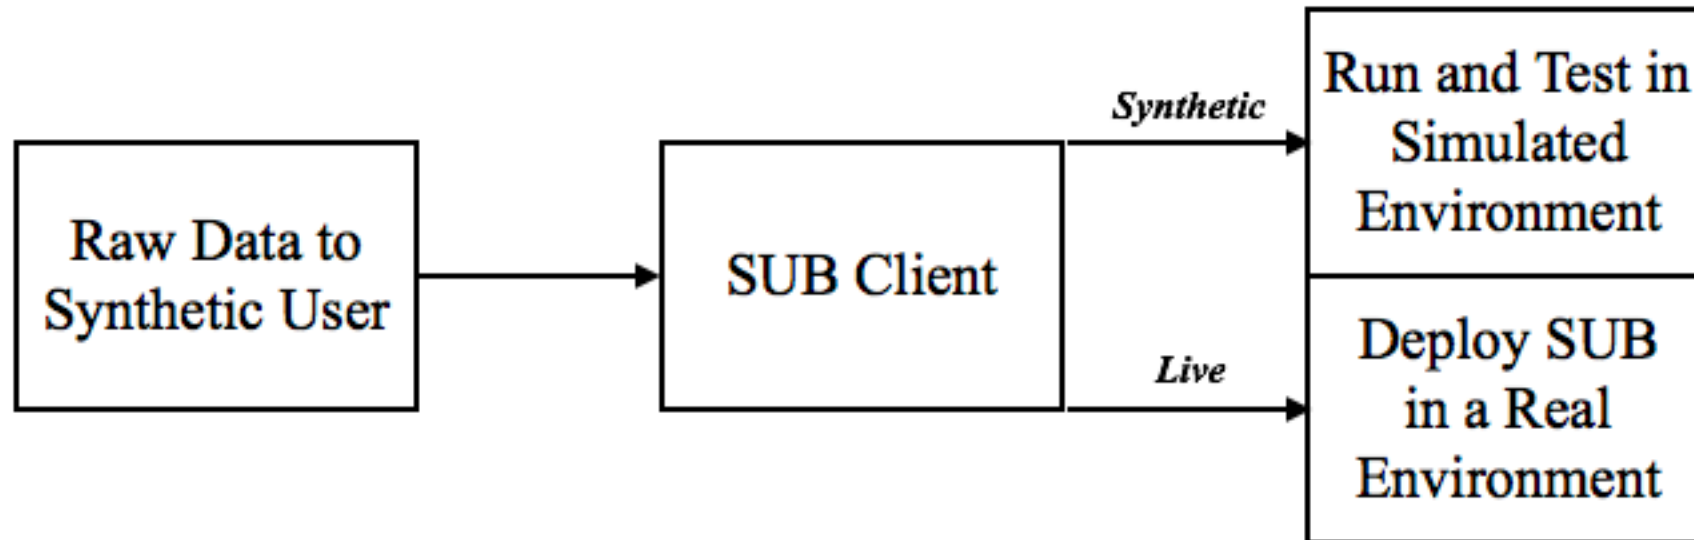 Raw Data to
Synthetic User
SUB Client
Synthetic
Live
Run and Test in
Simulated
Environment
Deploy SUB
in a Real
Environment